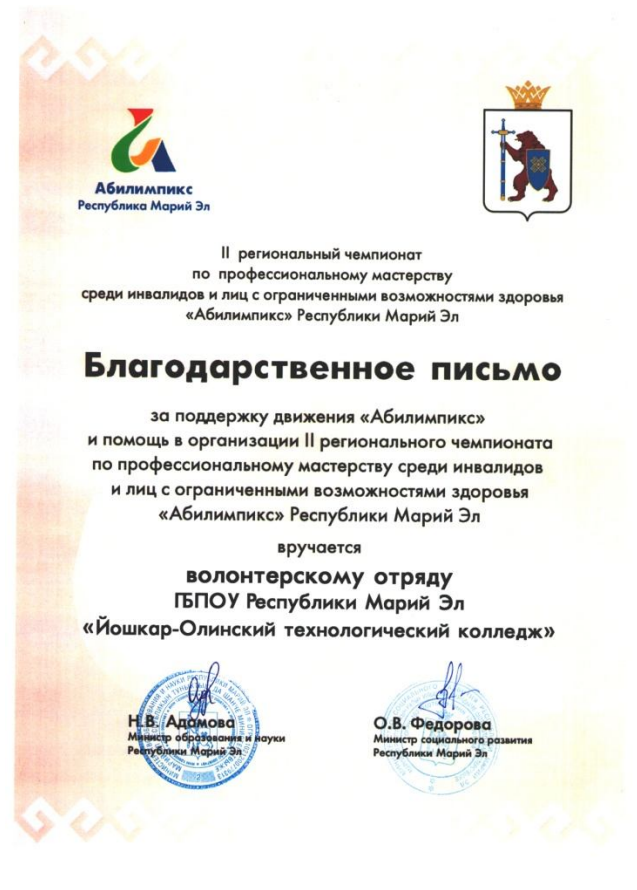 Абилимпикс
Республика Марий Эл
II региональный чемпионат
по профессиональному мастерству
среди инвалидов и лиц с ограниченными возможностями здоровья
«Абилимпикс» Республики Марий Эл
Благодарственное письмо
за поддержку движения «Абилимпикс»
и помощь в организации II регионального чемпионата
по профессиональному мастерству среди инвалидов
и лиц с ограниченными возможностями здоровья
«Абилимпикс» Республики Марий Эл
вручается
волонтерскому отряду
ГБПОУ Республики Марий Эл
«Йошкар-Олинский технологический колледж»
Н.В. Адамова
Министр образования и науки
Республики Марий Эл
О.В. Федорова
Министр социального развития
Республики Марий Эл